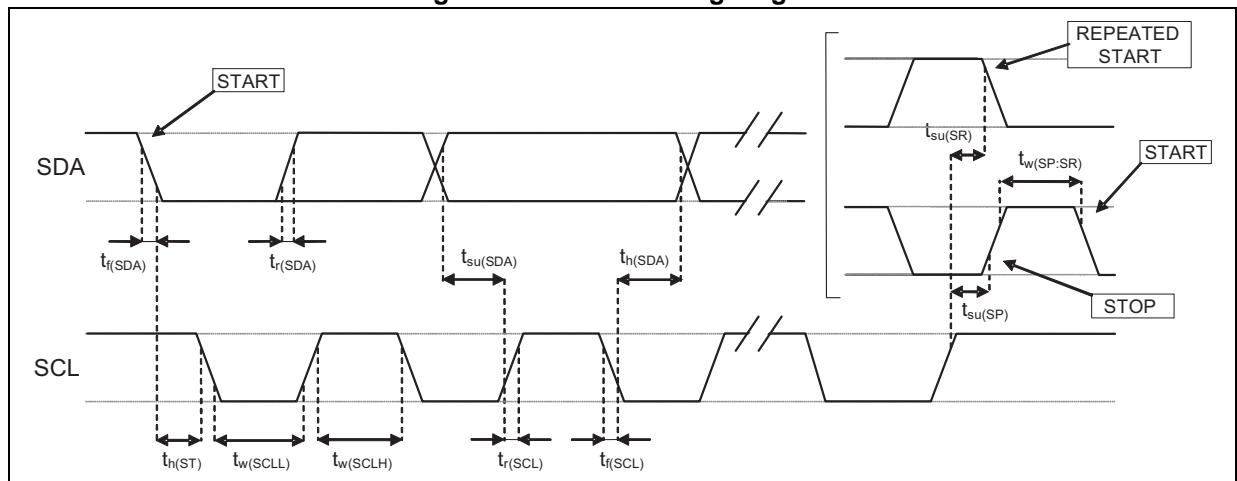 REPEATED
START
START
SDA
t_su(SR)
t_w(SP:SR)
START
t_f(SDA)
t_r(SDA)
t_su(SDA)
t_h(SDA)
t_su(SP)
STOP
SCL
t_h(ST)
t_w(SCLL)
t_w(SCLH)
t_r(SCL)
t_f(SCL)